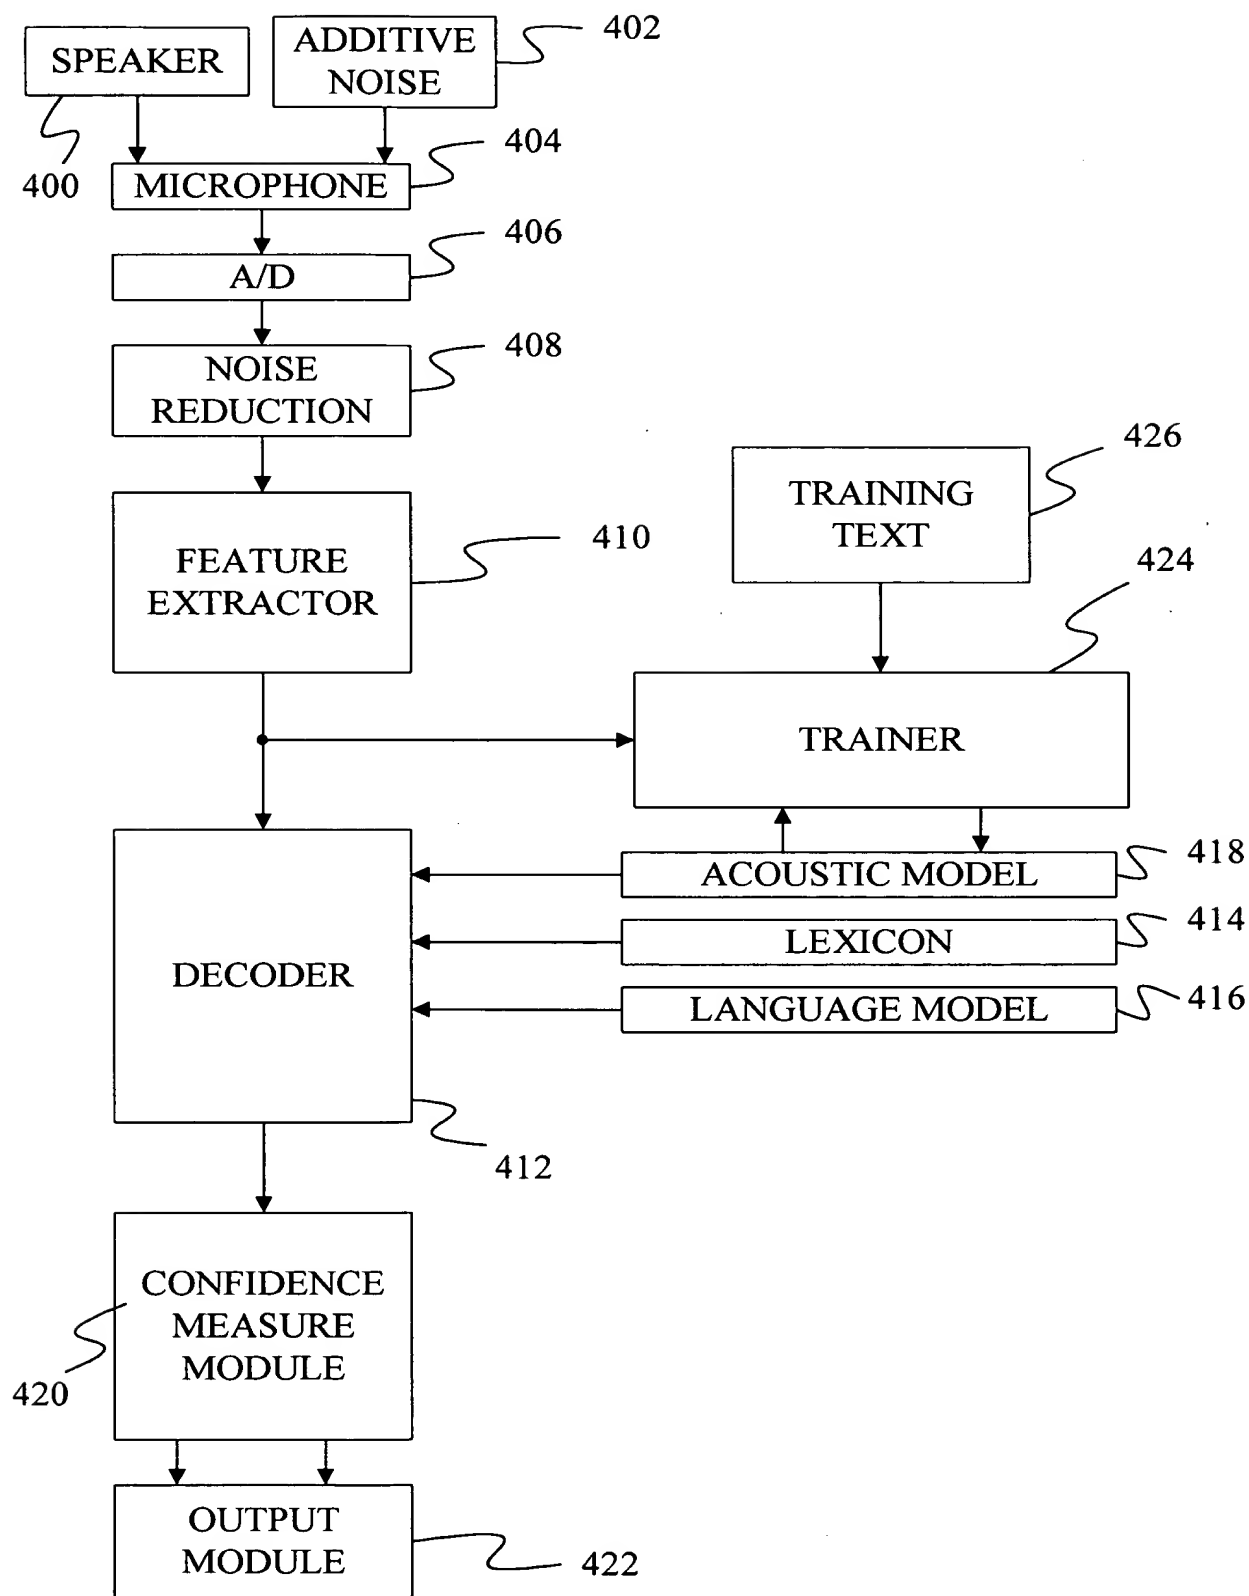 SPEAKER
ADDITIVE
NOISE
402
400
MICROPHONE
404
A/D
406
NOISE
REDUCTION
408
FEATURE
EXTRACTOR
410
TRAINING
TEXT
426
424
TRAINER
ACOUSTIC MODEL
418
LEXICON
414
LANGUAGE MODEL
416
DECODER
412
CONFIDENCE
MEASURE
MODULE
420
OUTPUT
MODULE
422